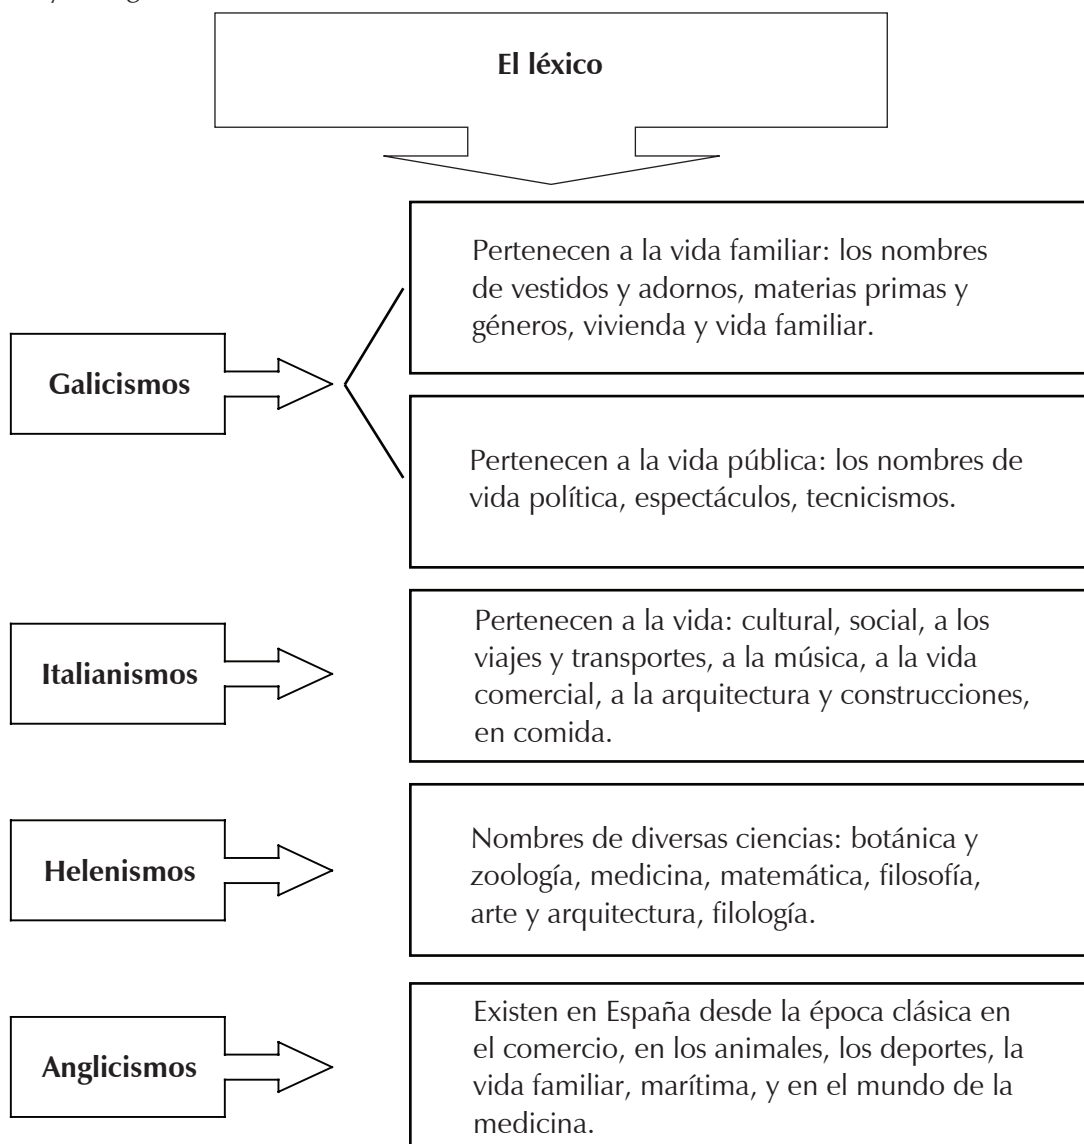 El léxico
Pertenecen a la vida familiar: los nombres
de vestidos y adornos, materias primas y
géneros, vivienda y vida familiar.
Galicismos
Pertenecen a la vida pública: los nombres de
vida política, espectáculos, tecnicismos.
Pertenecen a la vida: cultural, social, a los
viajes y transportes, a la música, a la vida
comercial, a la arquitectura y construcciones,
en comida.
Italianismos
Nombres de diversas ciencias: botánica y
zoología, medicina, matemática, filosofía,
arte y arquitectura, filología.
Helenismos
Existen en España desde la época clásica en
el comercio, en los animales, los deportes, la
vida familiar, marítima, y en el mundo de la
medicina.
Anglicismos